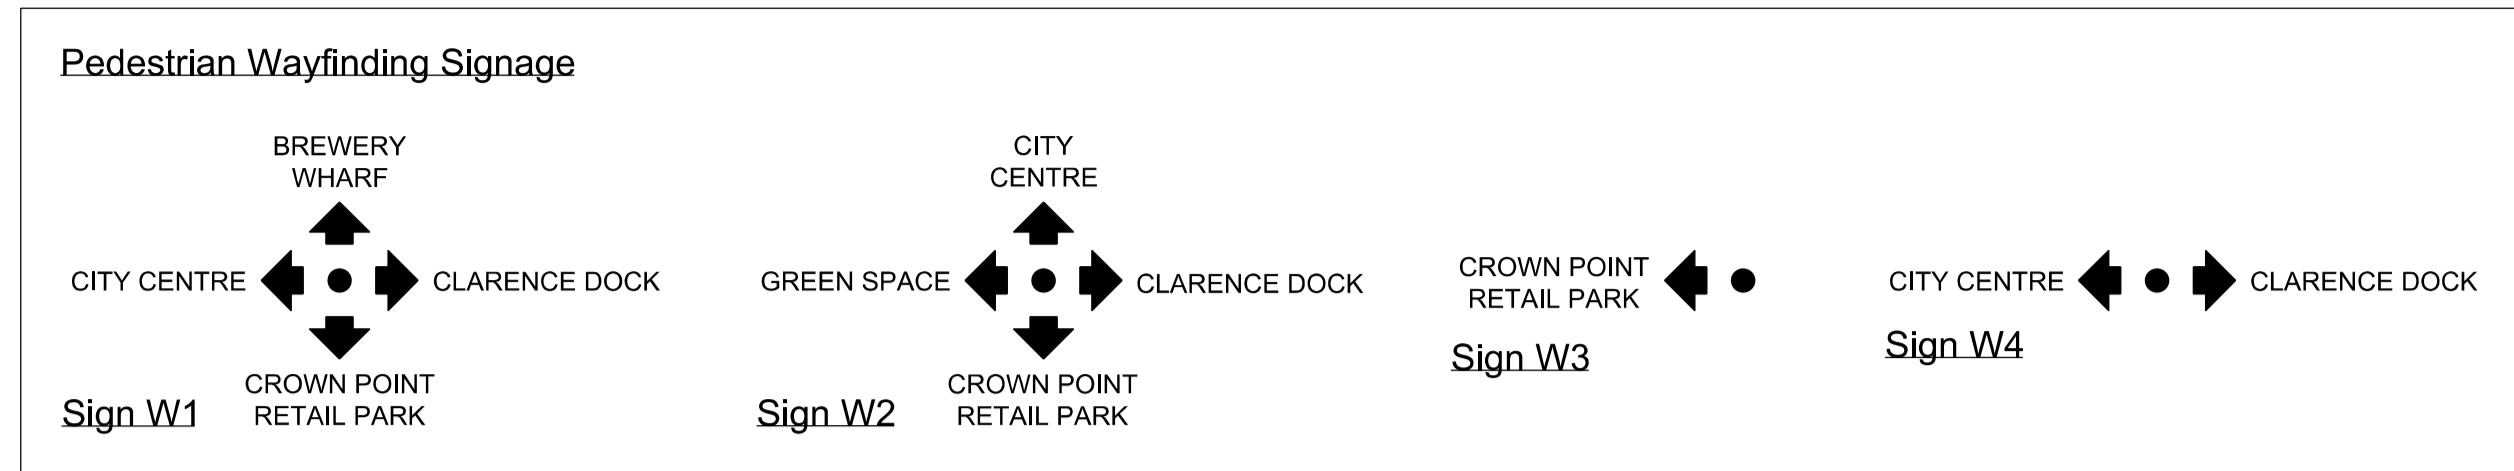 Pedestrian Wayfinding Signage
BREWERY
WHARF
CITY CENTRE
CLARENCE DOCK
CROWN POINT
RETAIL PARK
Sign W1
CITY
CENTRE
GREEN SPACE
CLARENCE DOCK
CROWN POINT
RETAIL PARK
Sign W2
CROWN POINT
RETAIL PARK
Sign W3
CITY CENTRE
CLARENCE DOCK
Sign W4